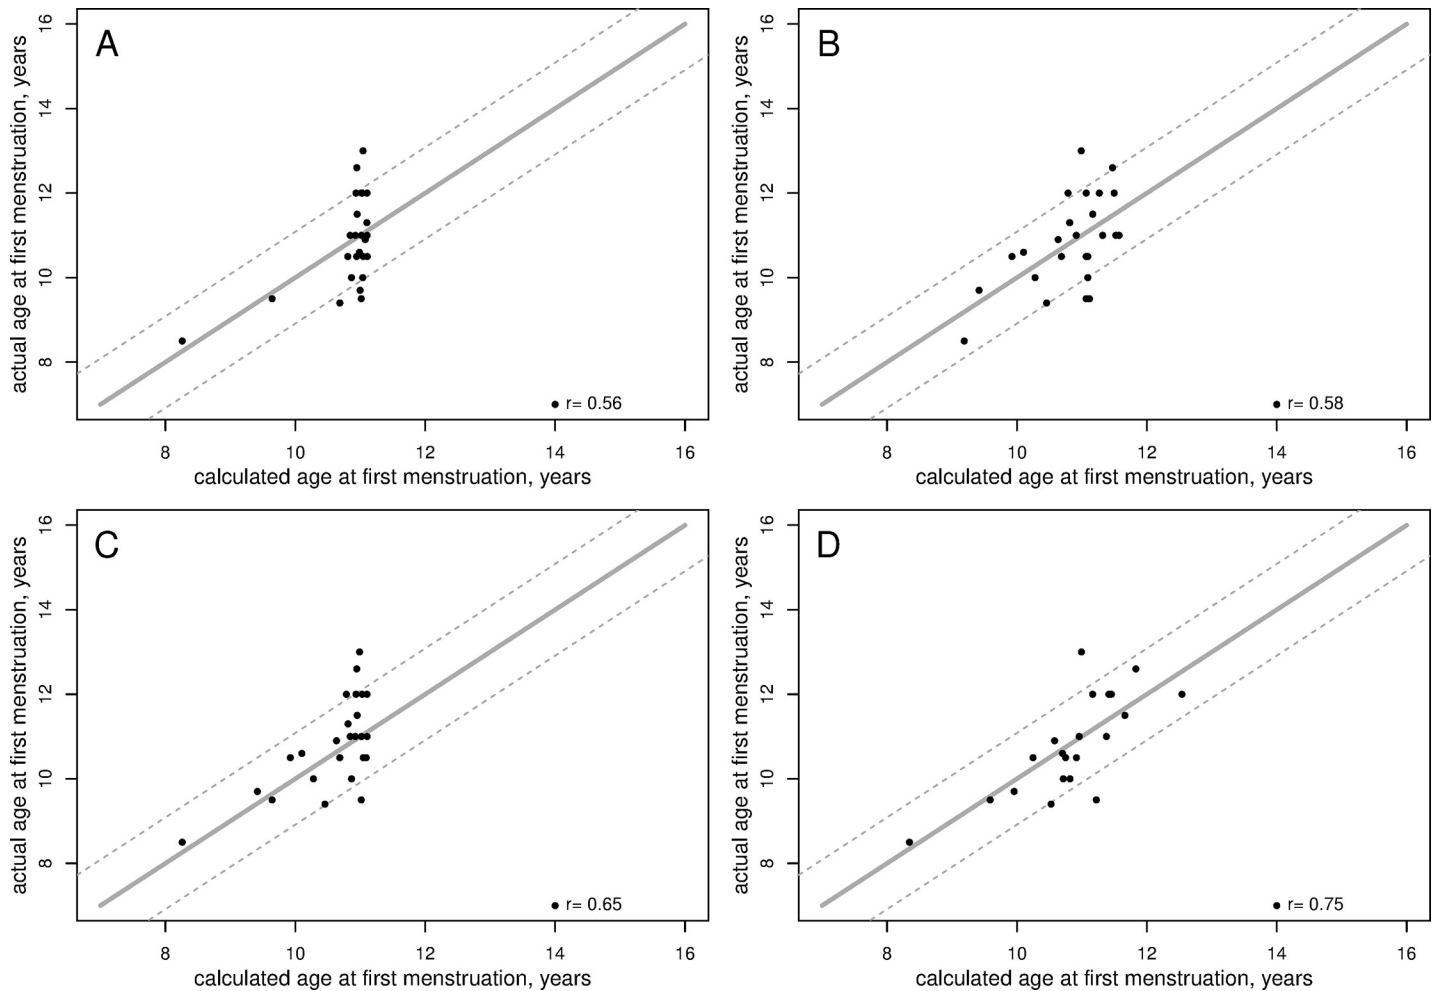 A
actual age at first menstruation, years
16
14
12
10
8
r= 0.56
8 10 12 14 16
calculated age at first menstruation, years
B
actual age at first menstruation, years
16
14
12
10
8
r= 0.58
8 10 12 14 16
calculated age at first menstruation, years
C
actual age at first menstruation, years
16
14
12
10
8
r= 0.65
8 10 12 14 16
calculated age at first menstruation, years
D
actual age at first menstruation, years
16
14
12
10
8
r= 0.75
8 10 12 14 16
calculated age at first menstruation, years